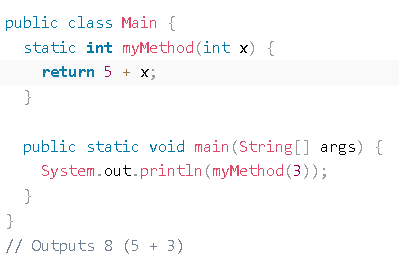 public class Main {
  static int myMethod(int x) {
    return 5 + x;
  }

  public static void main(String[] args) {
    System.out.println(myMethod(3));
  }
}
// Outputs 8 (5 + 3)